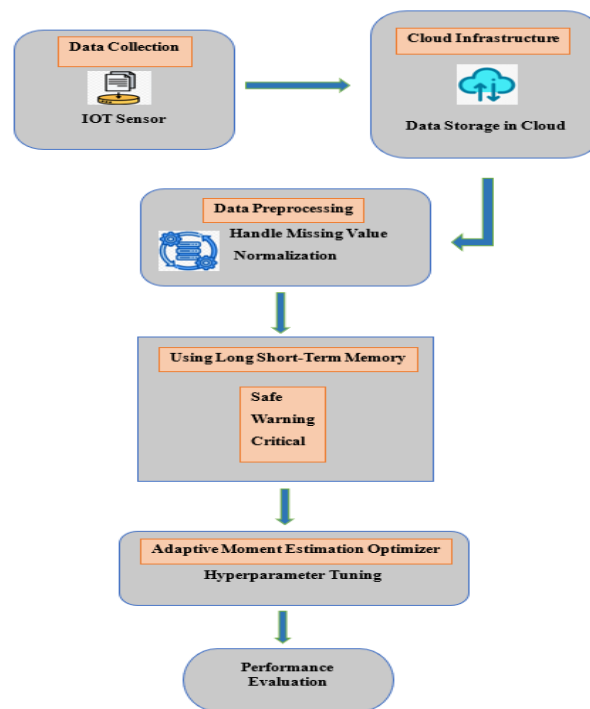 Data Collection
IOT Sensor
Cloud Infrastructure
Data Storage in Cloud
Data Preprocessing
Handle Missing Value
Normalization
Using Long Short-Term Memory
Safe
Warning
Critical
Adaptive Moment Estimation Optimizer
Hyperparameter Tuning
Performance
Evaluation